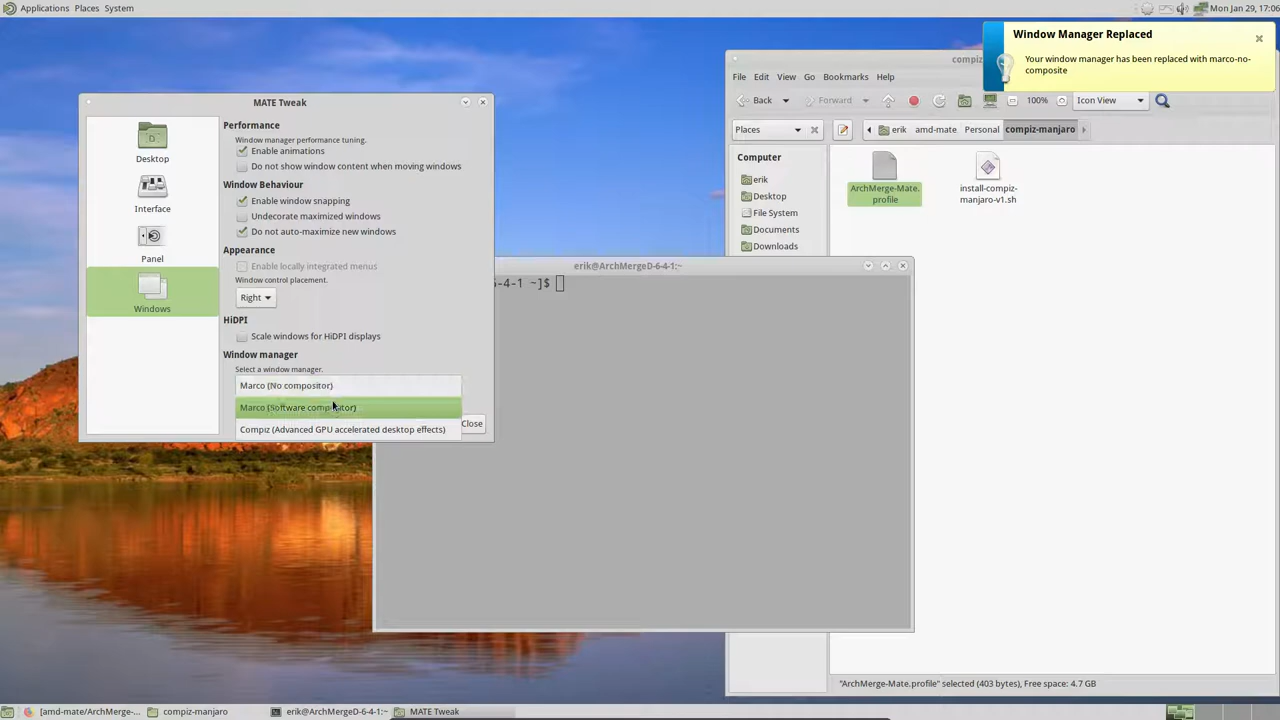 Applications Places System
Mon Jan 29, 17:06
Window Manager Replaced
Your window manager has been replaced with marco-no-
composite
MATE Tweak
Desktop
Interface
Panel
Windows
Performance
Window manager performance tuning.
Enable animations
Do not show window content when moving windows
Window Behaviour
Enable window snapping
Undecorate maximized windows
Do not auto-maximize new windows
Appearance
Enable locally integrated menus
Window control placement.
Right
HiDPI
Scale windows for HiDPI displays
Window manager
Select a window manager.
Marco (No compositor)
Marco (Software compositor)
Compiz (Advanced GPU accelerated desktop effects)
Close
erik@ArchMergeD-6-4-1:~
-4-1 ~]$
File Edit View Go Bookmarks Help
Back Forward 100% Icon View
Places erik amd-mate Personal compiz-manjaro
Computer
erik
Desktop
File System
Documents
Downloads
ArchMerge-Mate.
profile
install-compiz-
manjaro-v1.sh
"ArchMerge-Mate.profile" selected (403 bytes), Free space: 4.7 GB
[amd-mate/ArchMerge-... compiz-manjaro erik@ArchMergeD-6-4-1:~ MATE Tweak